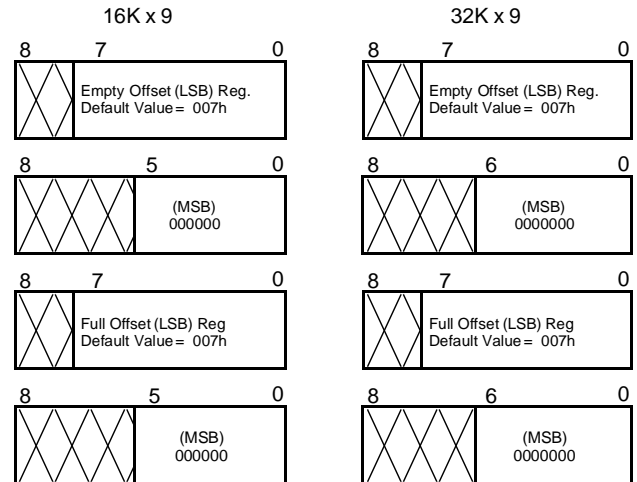 16K x 9
8 7 0
Empty Offset (LSB) Reg.
Default Value = 007h
8 5 0
(MSB)
000000
8 7 0
Full Offset (LSB) Reg
Default Value = 007h
8 5 0
(MSB)
000000
32K x 9
8 7 0
Empty Offset (LSB) Reg.
Default Value = 007h
8 6 0
(MSB)
0000000
8 7 0
Full Offset (LSB) Reg
Default Value = 007h
8 6 0
(MSB)
0000000